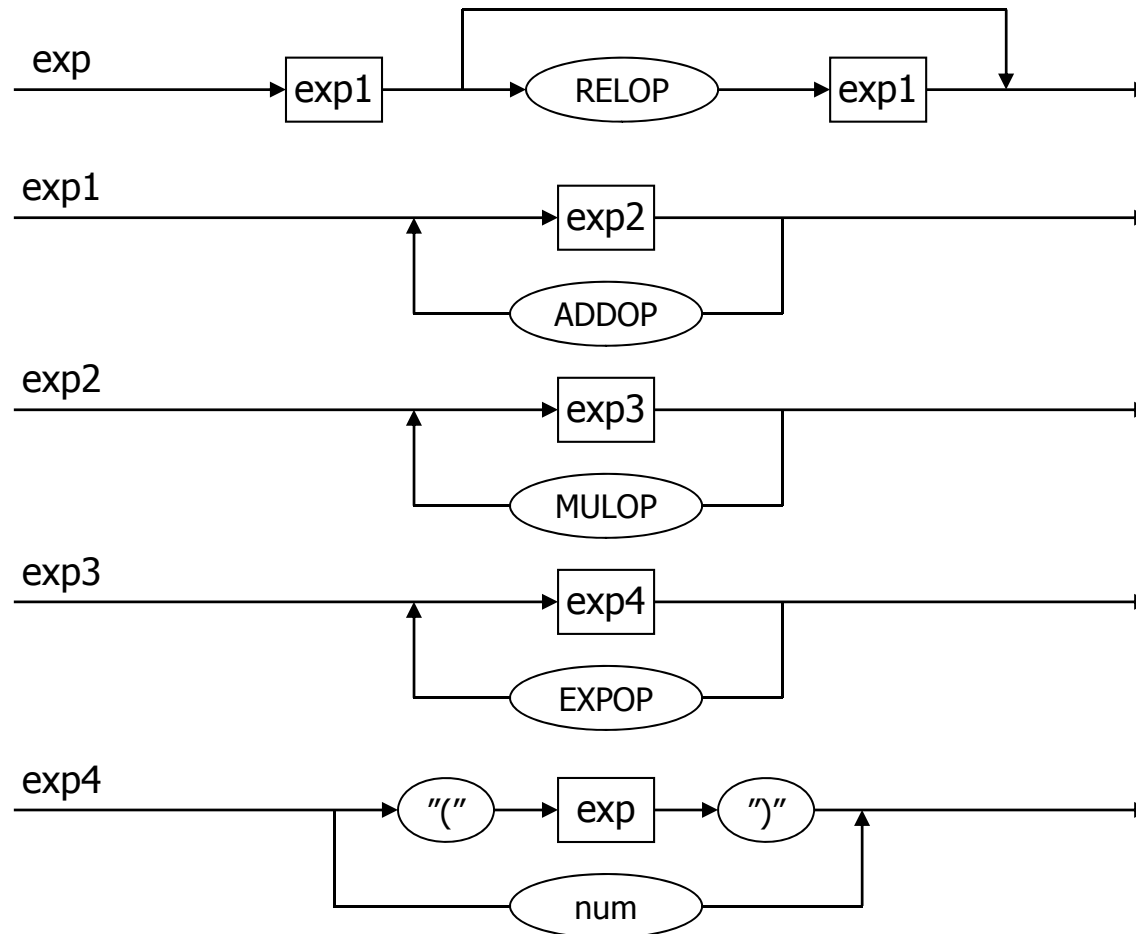 exp
exp1 RELOP exp1
exp1
exp2
ADDOP
exp2
exp3
MULOP
exp3
exp4
EXPOP
exp4
”(” exp ”)”
num